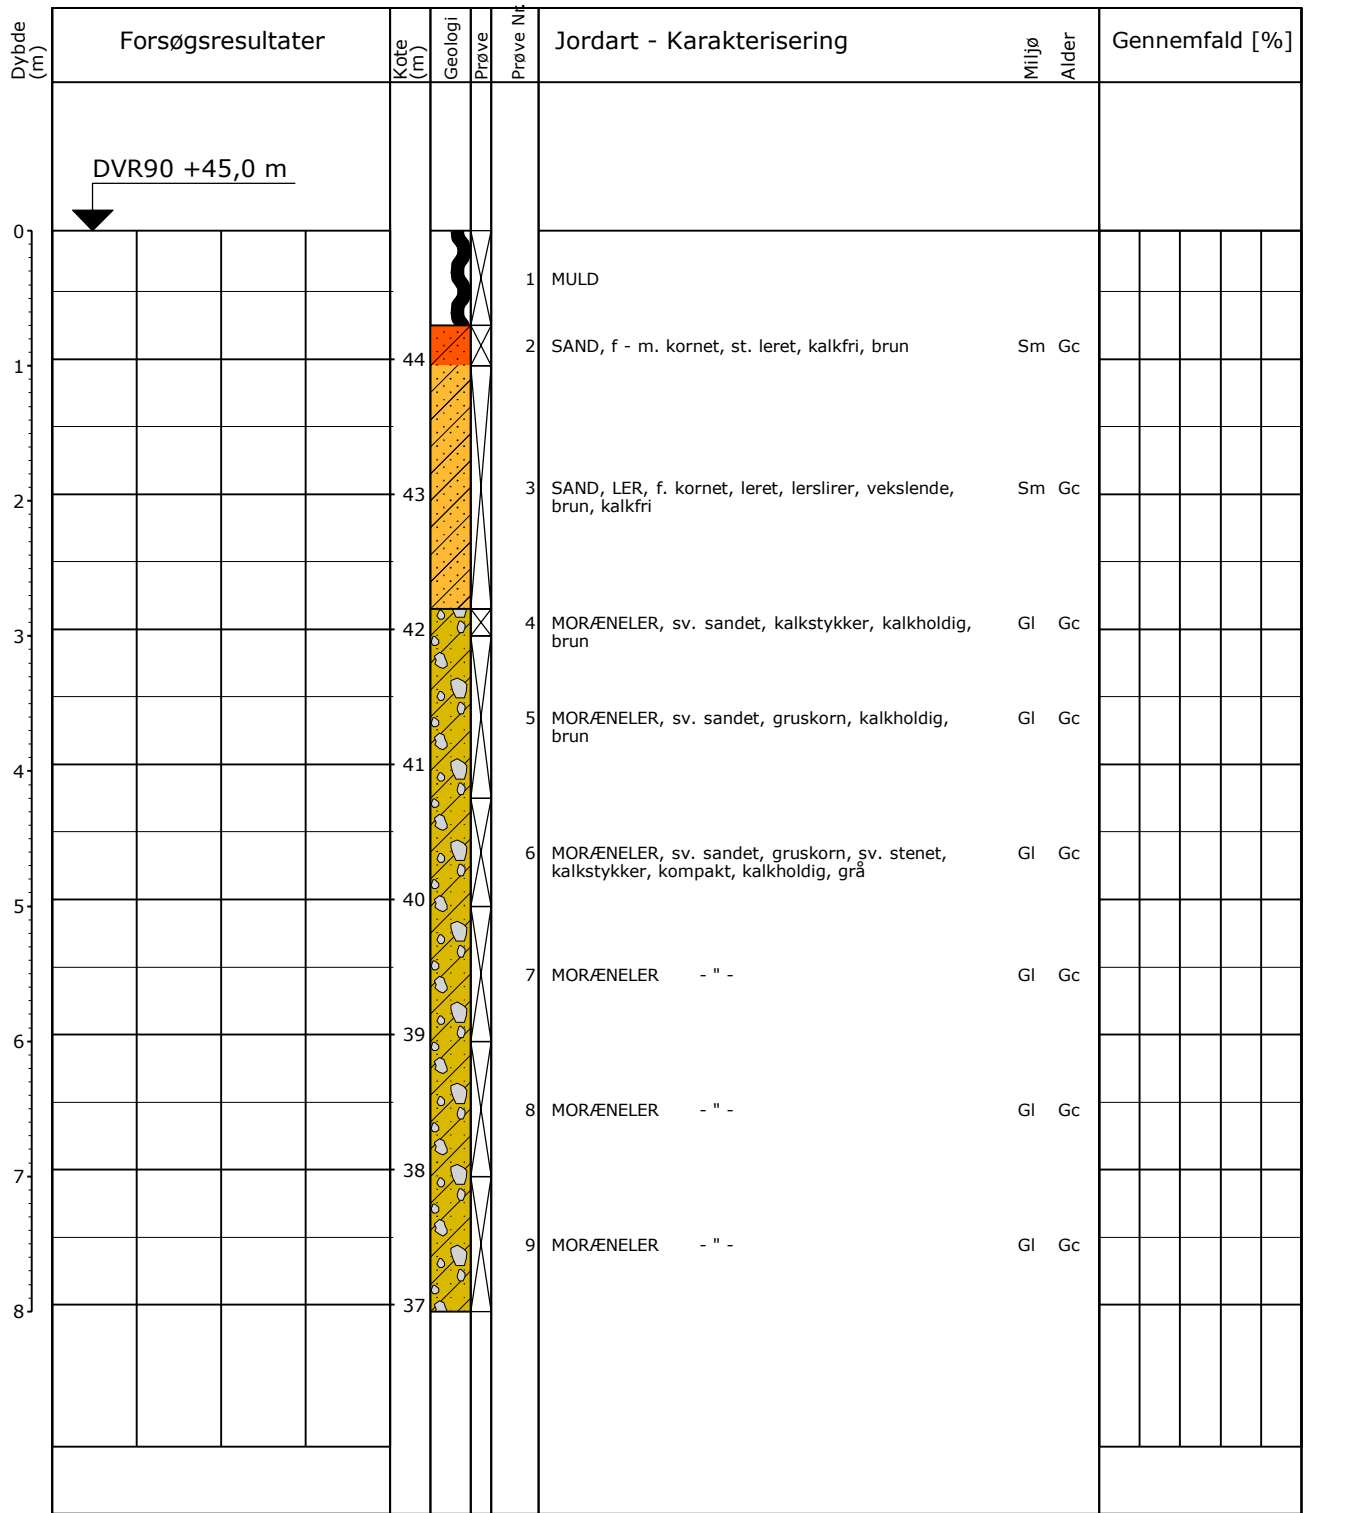 Dybde (m)
Forsøgsresultater
Kote (m)
Geologi
Prøve
Prøve Nr.
Jordart - Karakterisering
Miljø
Alder
Gennemfald [%]
DVR90 +45,0 m
0
1 MULD
2 SAND, f - m. kornet, st. leret, kalkfri, brun Sm Gc
44
1
3 SAND, LER, f. kornet, leret, lerslirer, vekslende, Sm Gc
brun, kalkfri
43
2
4 MORÆNELER, sv. sandet, kalkstykker, kalkholdig, Gl Gc
brun
42
3
5 MORÆNELER, sv. sandet, gruskorn, kalkholdig, Gl Gc
brun
41
4
6 MORÆNELER, sv. sandet, gruskorn, sv. stenet, Gl Gc
kalkstykker, kompakt, kalkholdig, grå
40
5
7 MORÆNELER - " - Gl Gc
39
6
8 MORÆNELER - " - Gl Gc
38
7
9 MORÆNELER - " - Gl Gc
37
8